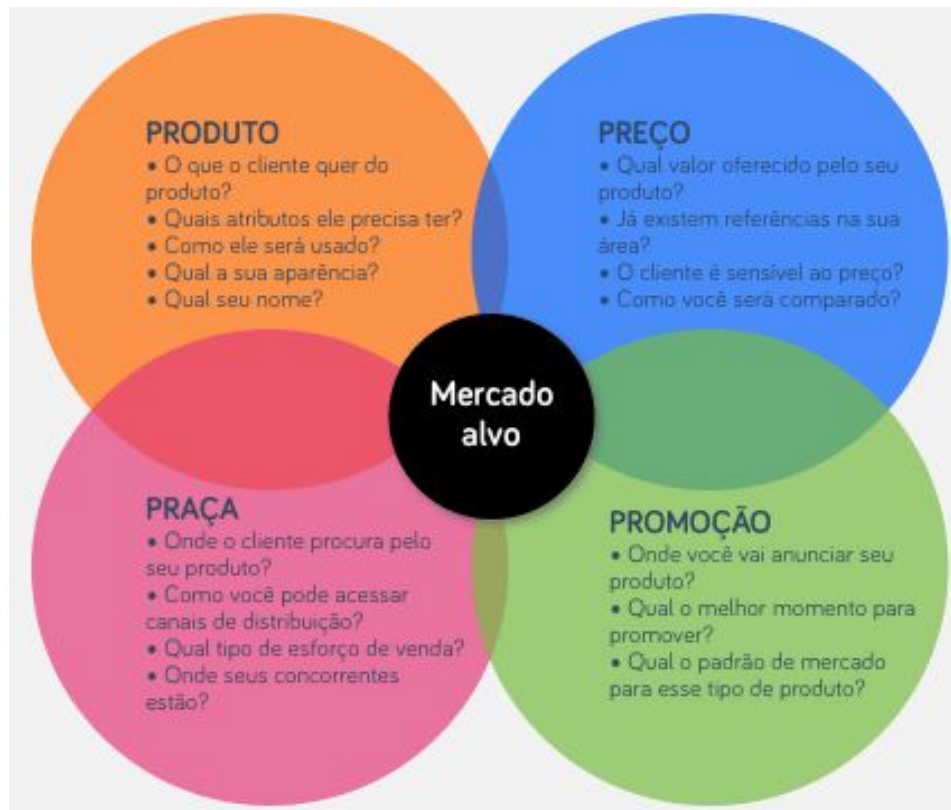 PRODUTO
• O que o cliente quer do
produto?
• Quais atributos ele precisa ter?
• Como ele será usado?
• Qual a sua aparência?
• Qual seu nome?
PREÇO
• Qual valor oferecido pelo seu
produto?
• Já existem referências na sua
área?
• O cliente é sensível ao preço?
• Como você será comparado?
Mercado
alvo
PRAÇA
• Onde o cliente procura pelo
seu produto?
• Como você pode acessar
canais de distribuição?
• Qual tipo de esforço de venda?
• Onde seus concorrentes
estão?
PROMOÇÃO
• Onde você vai anunciar seu
produto?
• Qual o melhor momento para
promover?
• Qual o padrão de mercado
para esse tipo de produto?